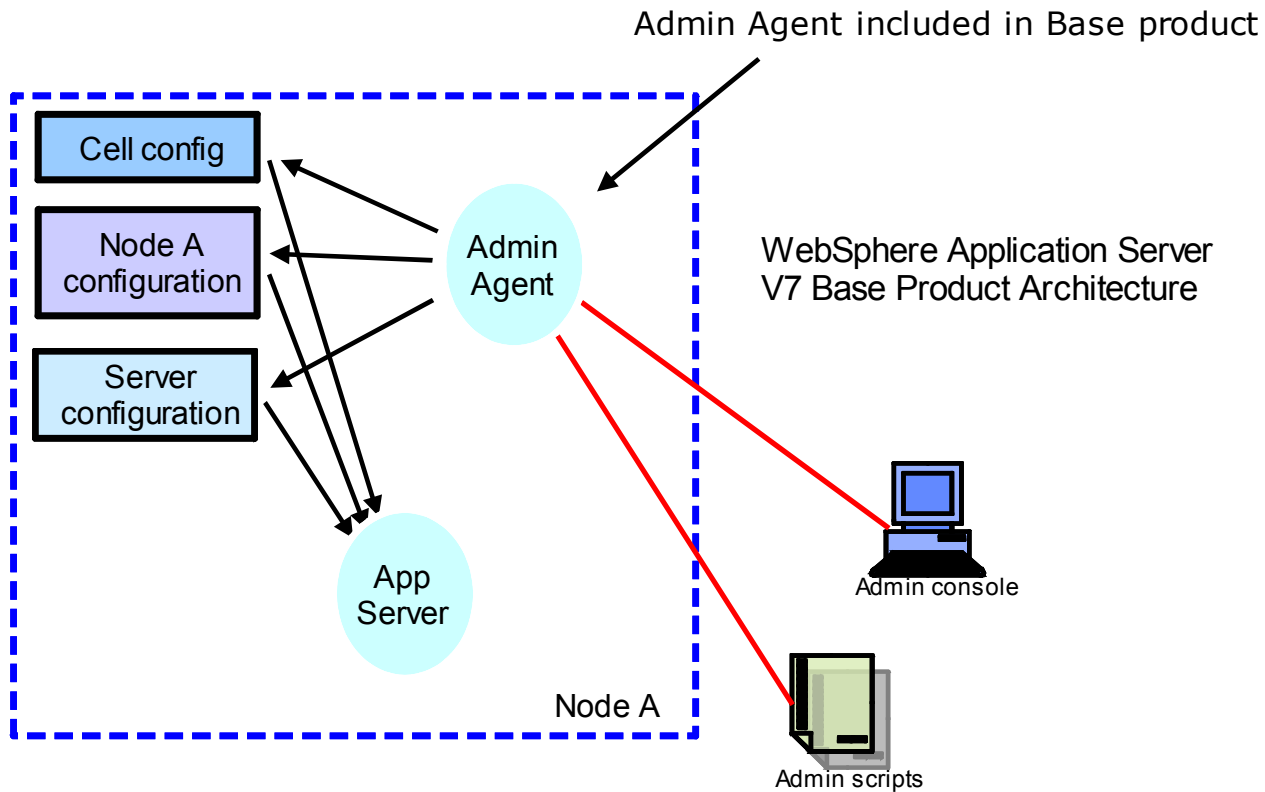 Admin Agent included in Base product
Cell config
Node A
configuration
Server
configuration
Admin
Agent
WebSphere Application Server
V7 Base Product Architecture
App
Server
Admin console
Node A
Admin scripts